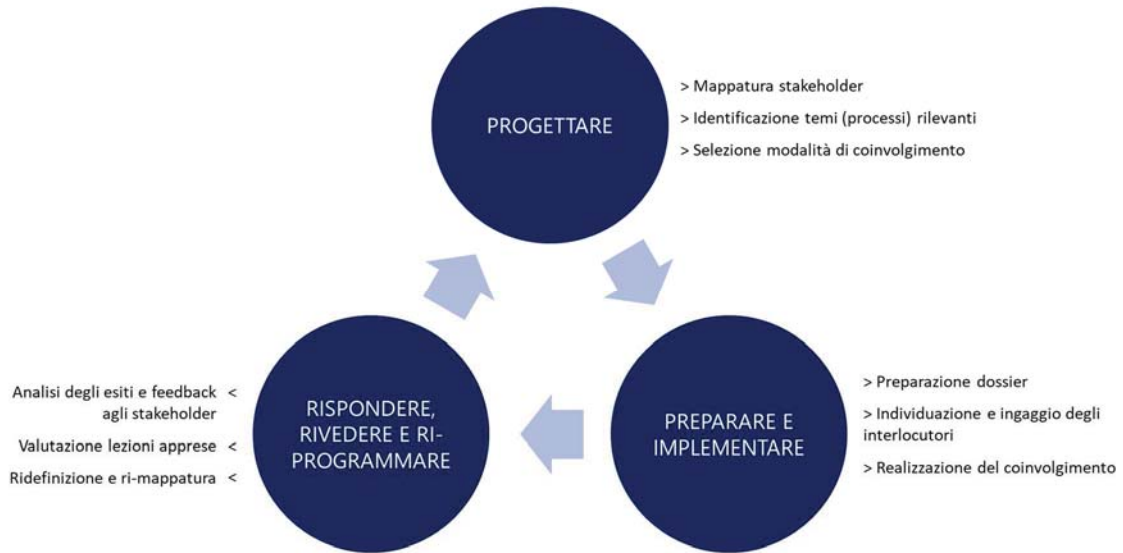 PROGETTARE
> Mappatura stakeholder
> Identificazione temi (processi) rilevanti
> Selezione modalità di coinvolgimento
PREPARARE E
IMPLEMENTARE
> Preparazione dossier
> Individuazione e ingaggio degli
interlocutori
> Realizzazione del coinvolgimento
RISPONDERE,
RIVEDERE E RI-
PROGRAMMARE
Analisi degli esiti e feedback <
agli stakeholder
Valutazione lezioni apprese <
Ridefinizione e ri-mappatura <